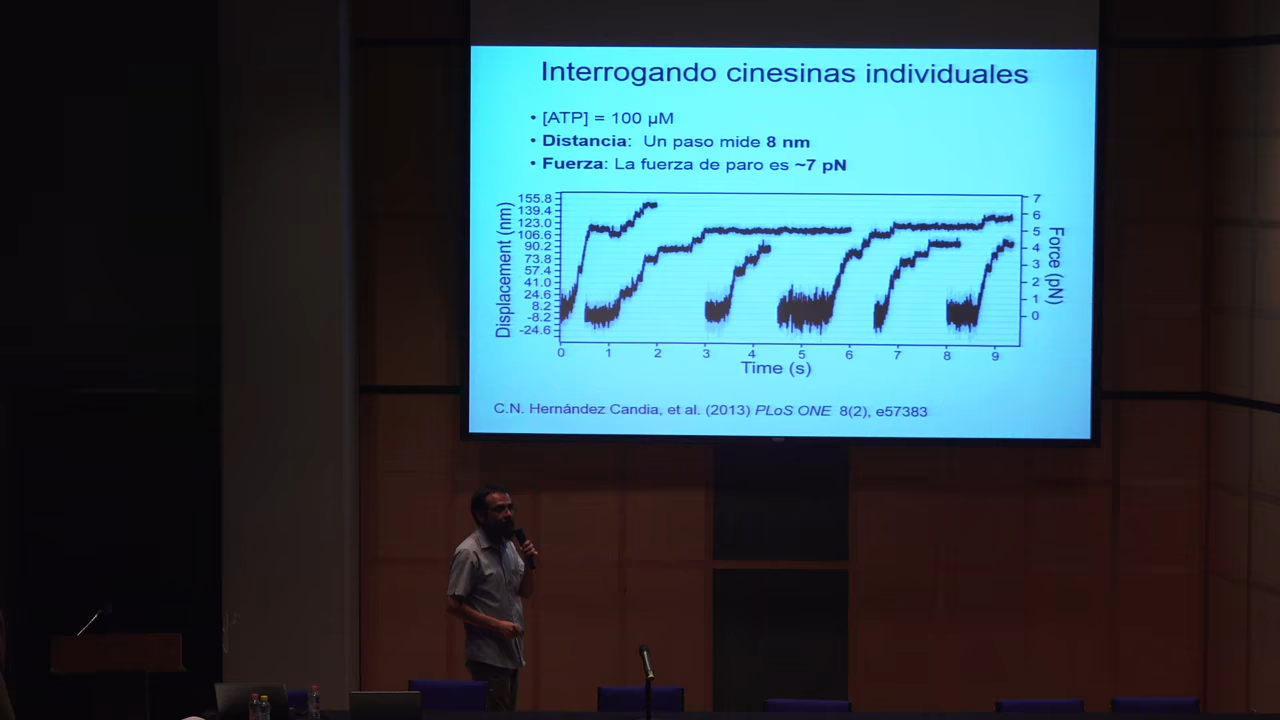 Interrogando cinesinas individuales
• [ATP] = 100 µM
• Distancia: Un paso mide 8 nm
• Fuerza: La fuerza de paro es ~7 pN
Displacement (nm)
155.8
139.4
123.0
106.6
90.2
73.8
57.4
41.0
24.6
8.2
-8.2
-24.6
7
6
5
4
3
2
1
0
Force (pN)
0 1 2 3 4 5 6 7 8 9
Time (s)
C.N. Hernández Candia, et al. (2013) PLoS ONE 8(2), e57383